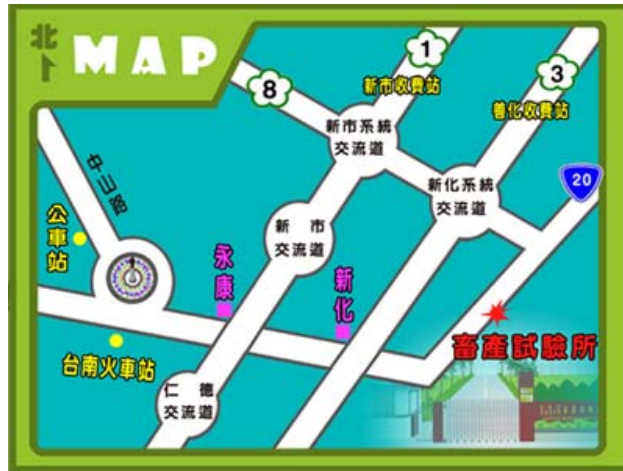 北
MAP
1
3
8
新市收費站
善化收費站
新市系統
交流道
新化系統
交流道
20
中山路
公車站
新市
交流道
永康
新化
台南火車站
畜產試驗所
仁德
交流道